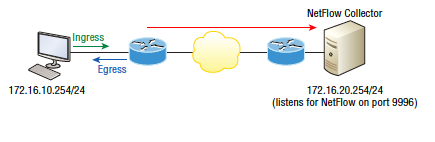 NetFlow Collector
Ingress
Egress
172.16.10.254/24
172.16.20.254/24
(listens for NetFlow on port 9996)